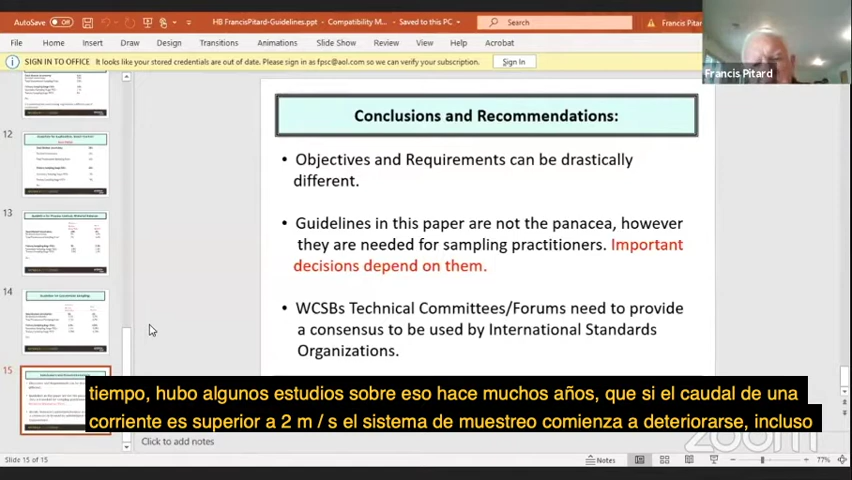 AutoSave Off HB FrancisPitard-Guidelines.ppt - Compatibility M... - Saved to this PC Search Francis Pitard
File Home Insert Draw Design Transitions Animations Slide Show Review View Help Acrobat
SIGN IN TO OFFICE It looks like your stored credentials are out of date. Please sign in as fpsc@aol.com so we can verify your subscription. Sign In
Francis Pitard
12
13
14
15
Conclusions and Recommendations:
• Objectives and Requirements can be drastically
different.
• Guidelines in this paper are not the panacea, however
they are needed for sampling practitioners. Important
decisions depend on them.
• WCSBs Technical Committees/Forums need to provide
a consensus to be used by International Standards
Organizations.
tiempo, hubo algunos estudios sobre eso hace muchos años, que si el caudal de una
corriente es superior a 2 m / s el sistema de muestreo comienza a deteriorarse, incluso
Click to add notes
zoom
Slide 15 of 15 Notes 77%